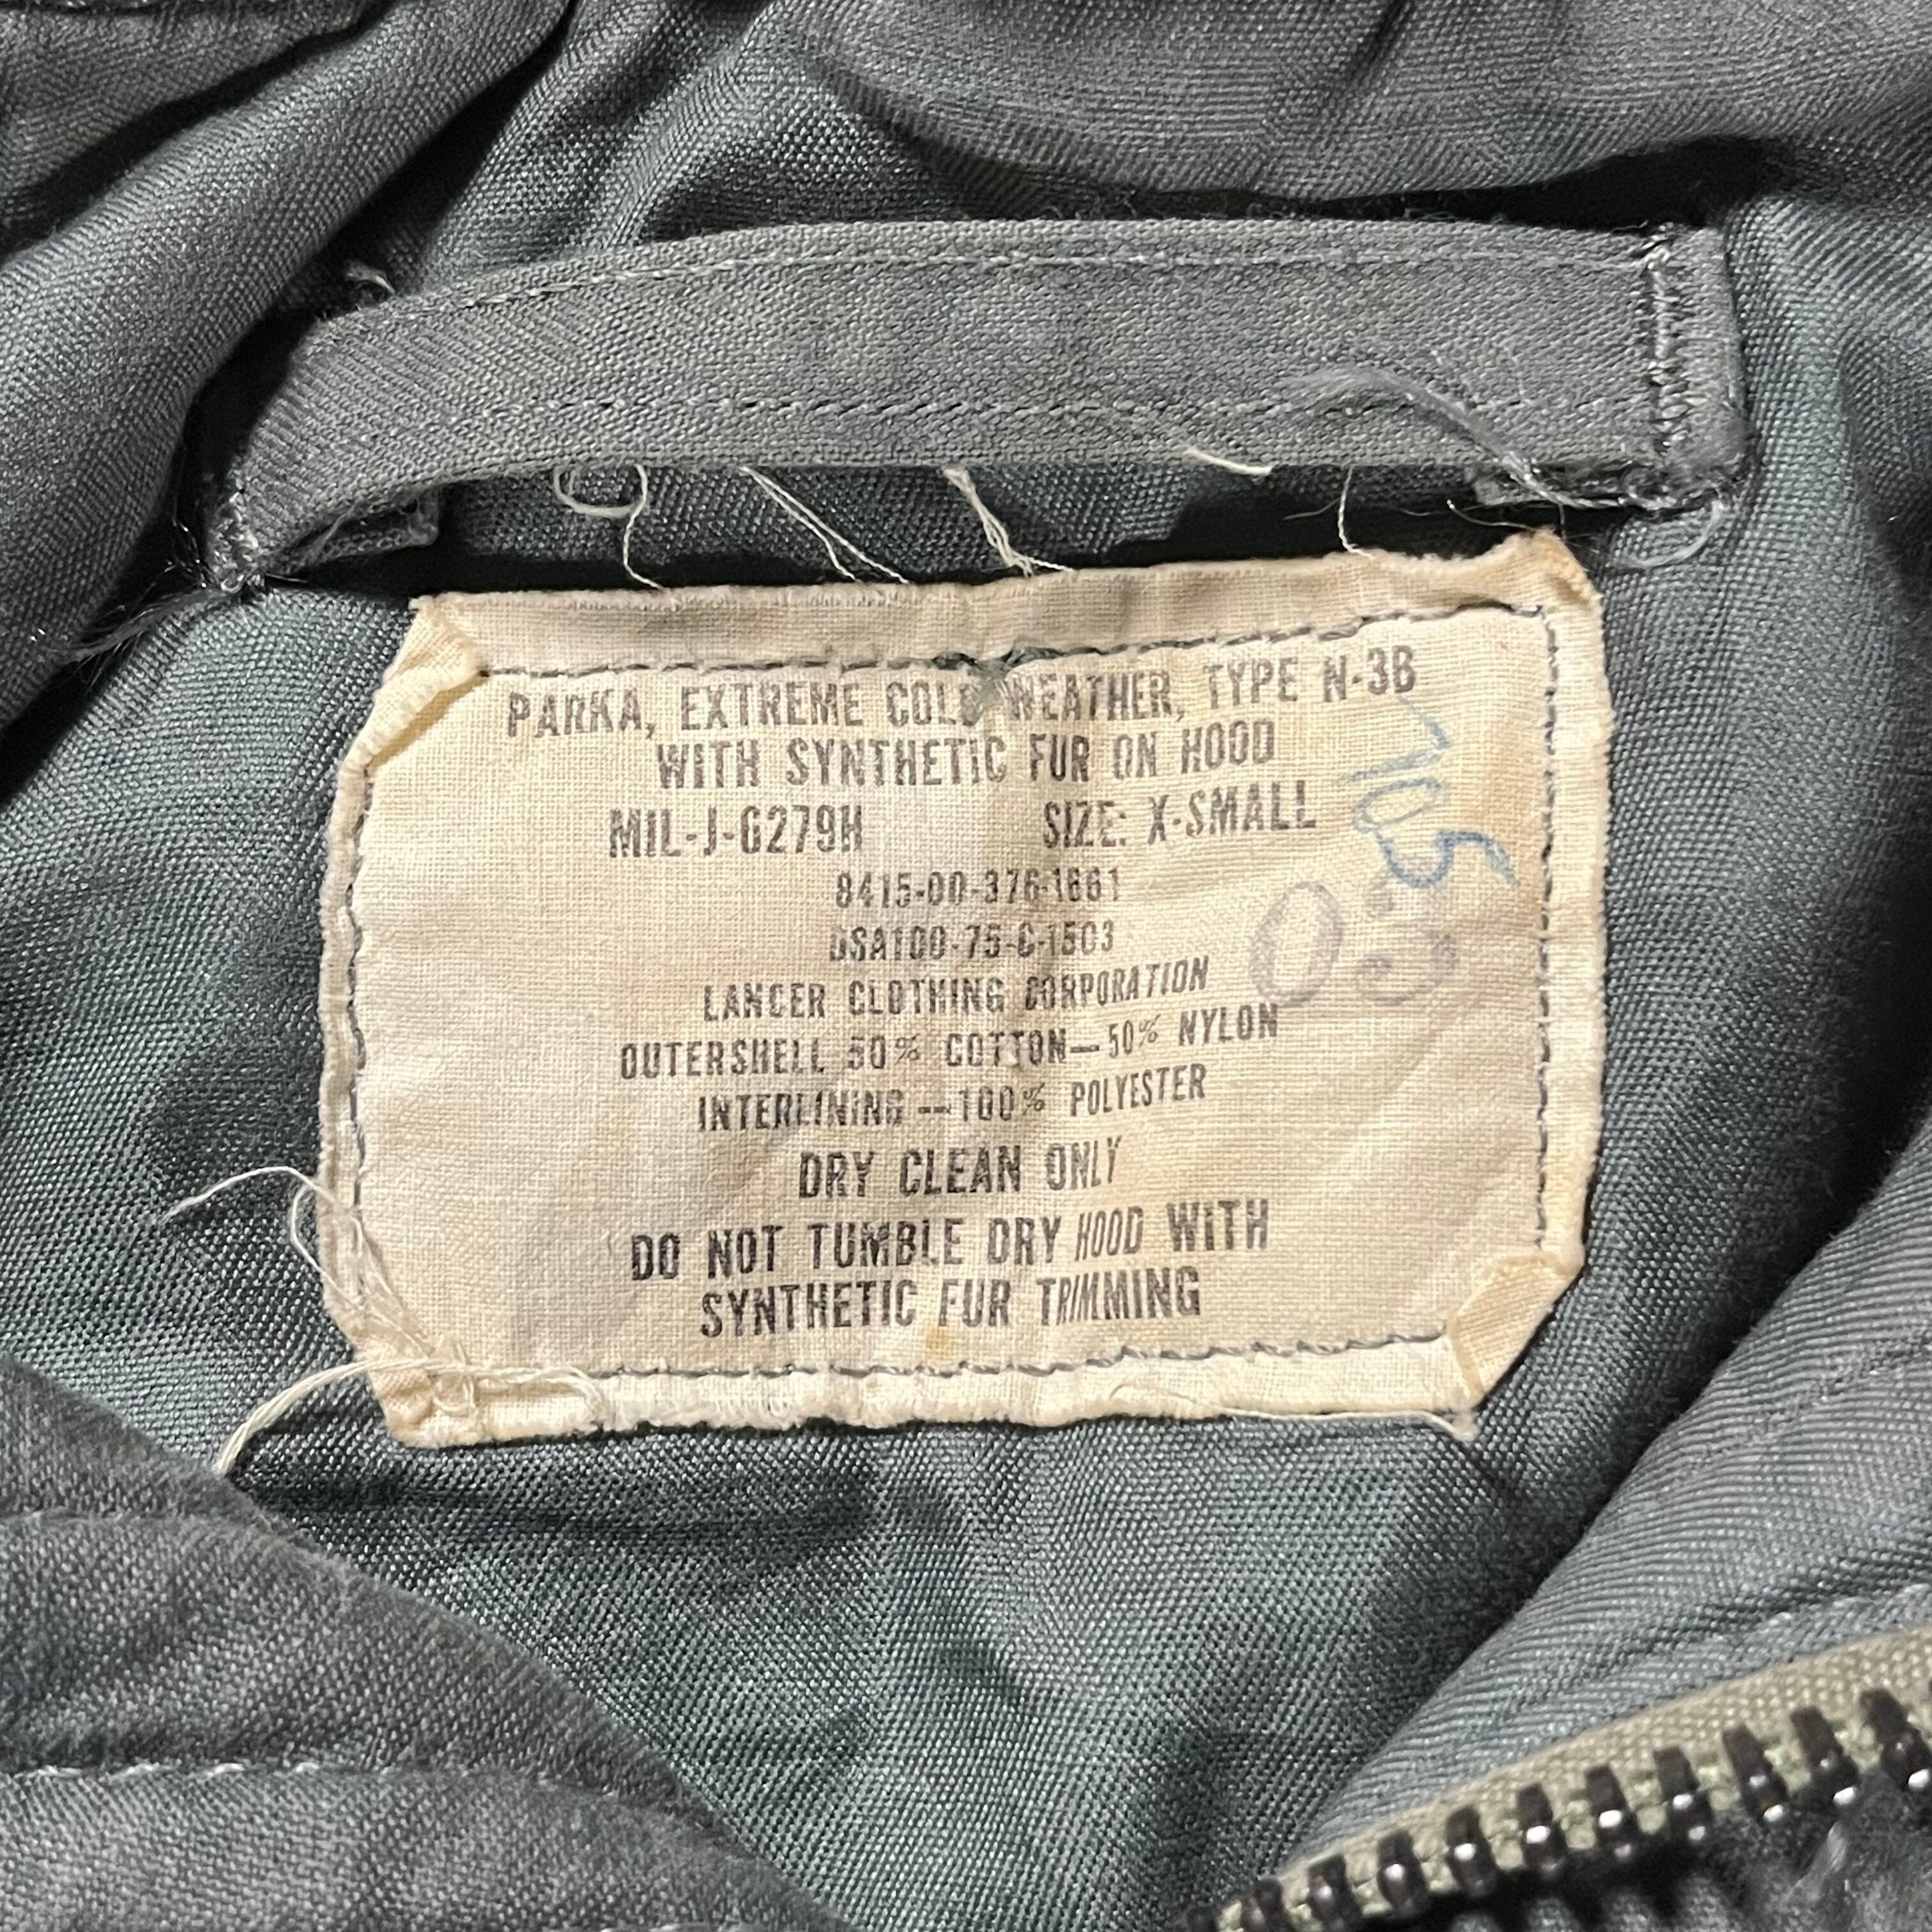 PARKA, EXTREME COLD WEATHER, TYPE N-3B
WITH SYNTHETIC FUR ON HOOD
MIL-J-6279H SIZE: X-SMALL
705
8415-00-376-1661
03
DSA100-75-C-1503
LANCER CLOTHING CORPORATION
OUTERSHELL 50% COTTON—50% NYLON
INTERLINING —100% POLYESTER
DRY CLEAN ONLY
DO NOT TUMBLE DRY HOOD WITH
SYNTHETIC FUR TRIMMING